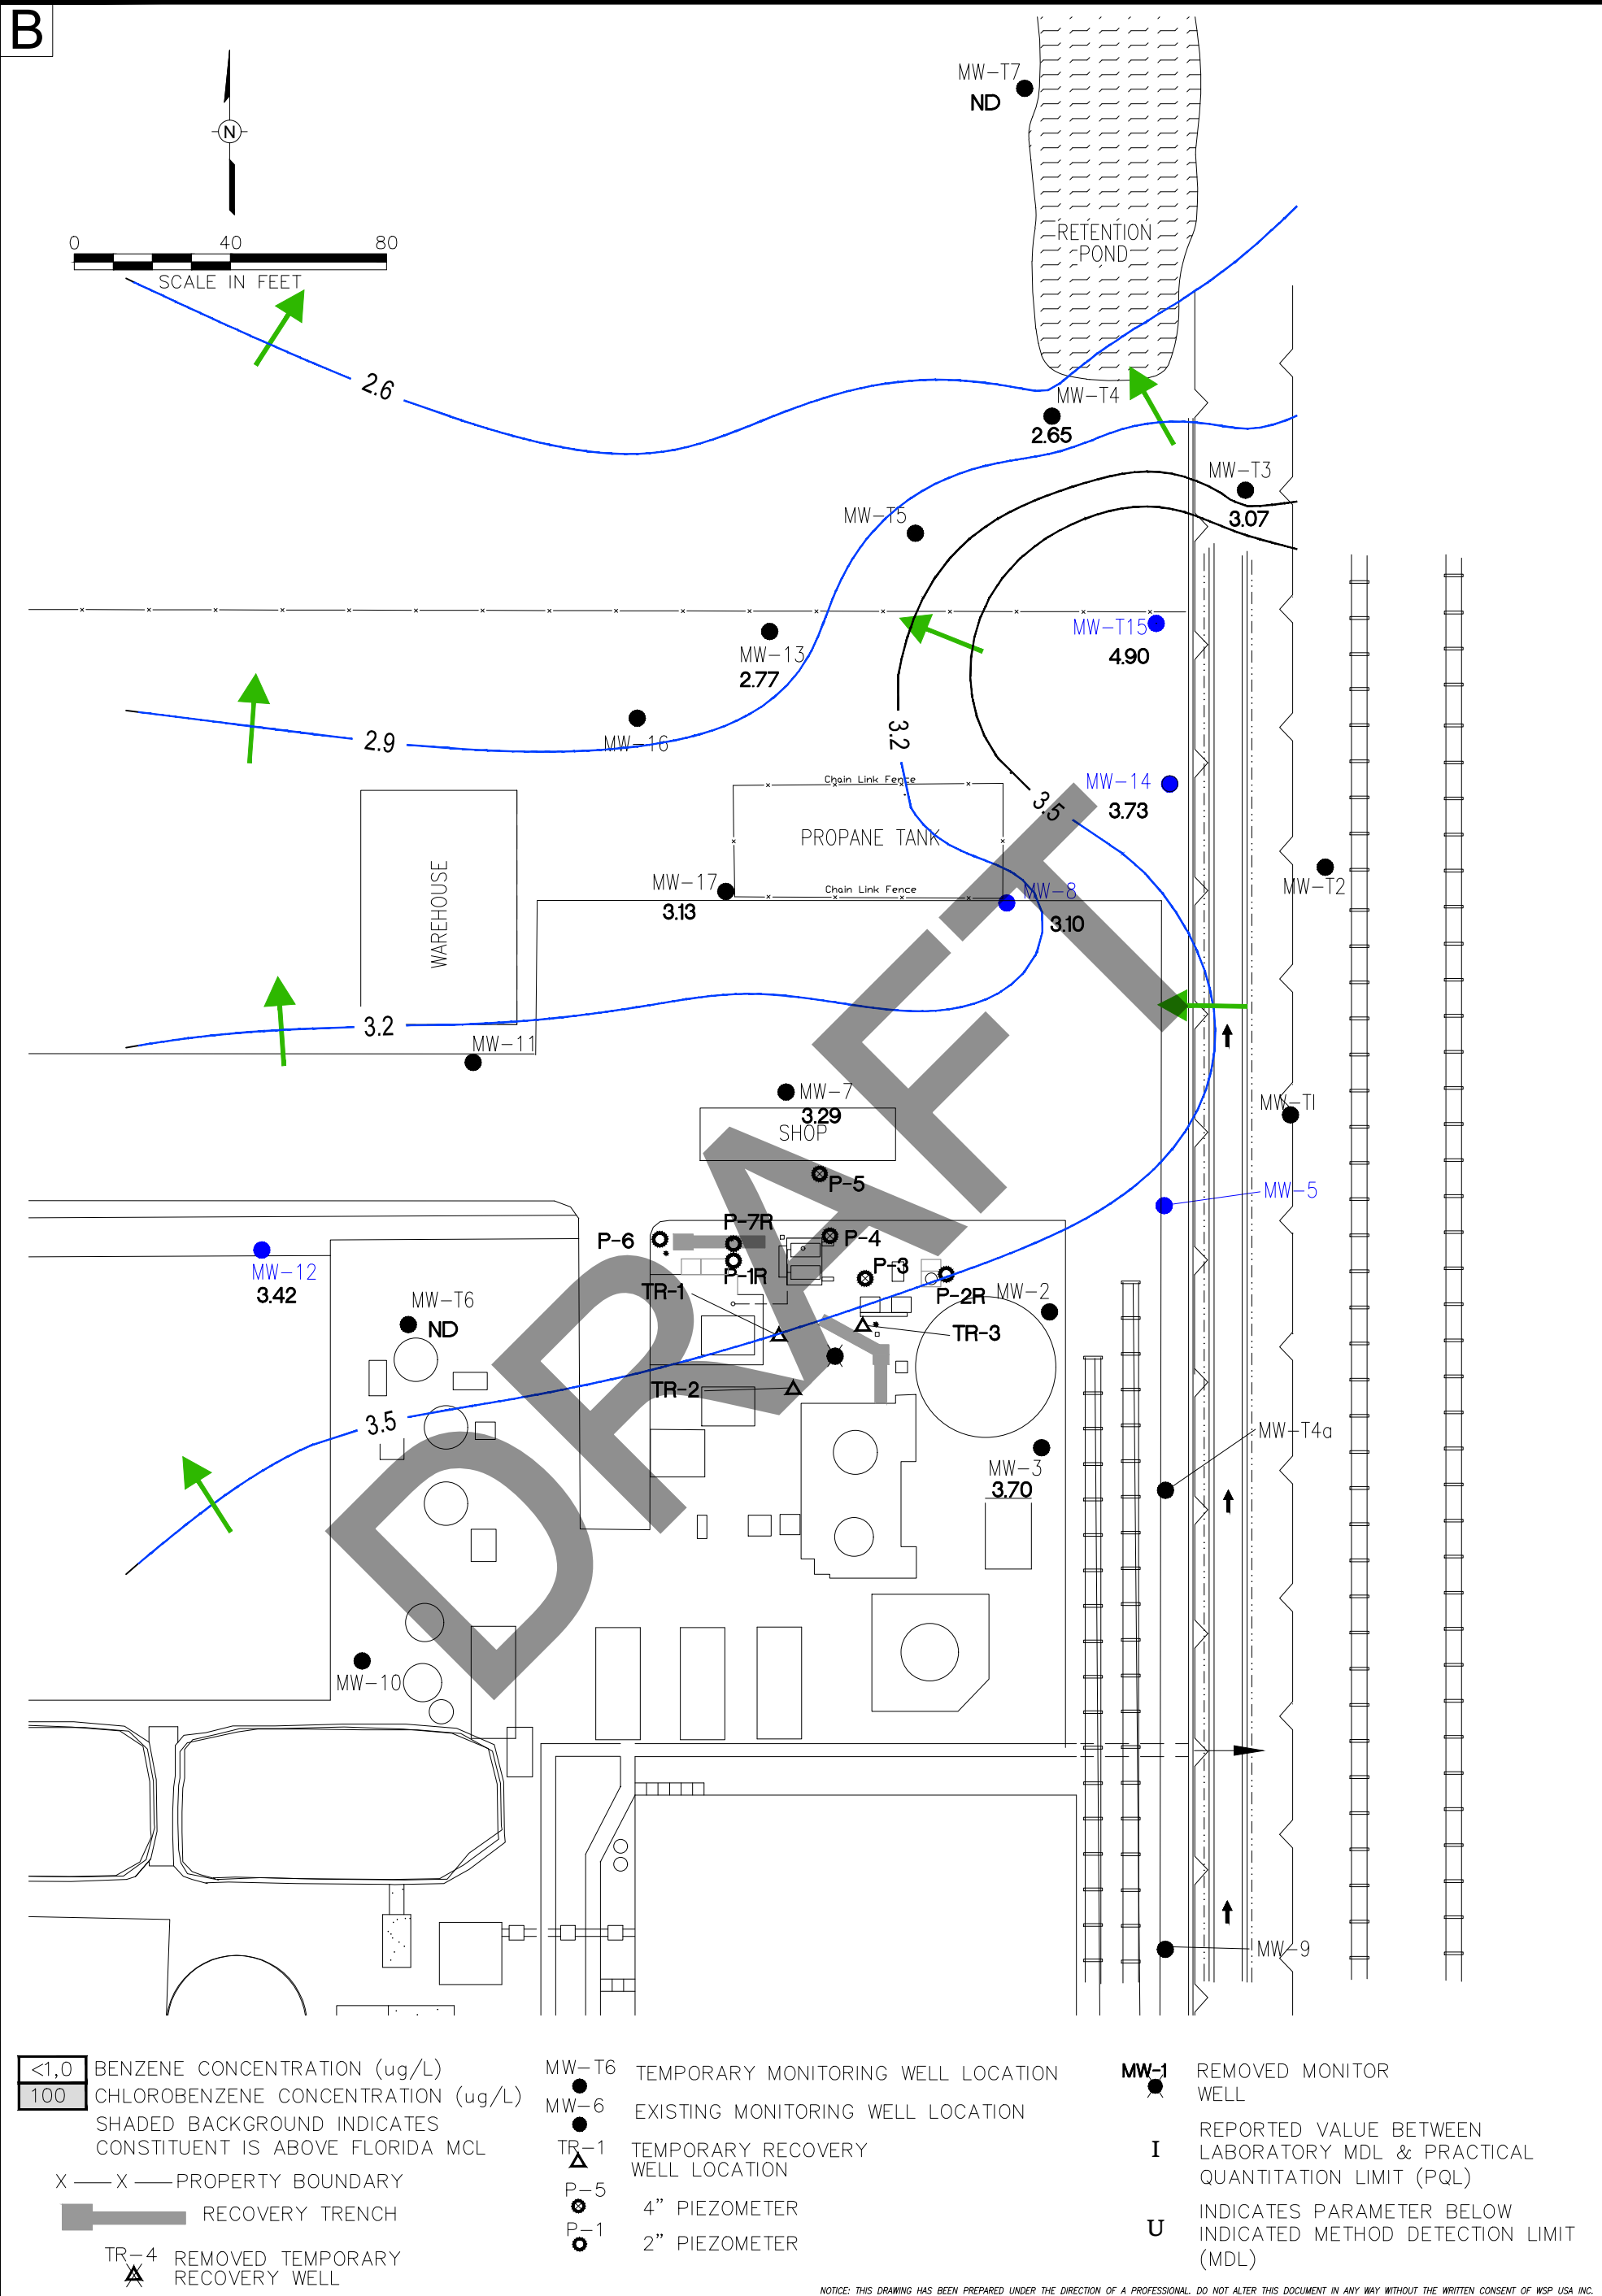 B
MW-T7
ND
N
RETENTION
POND
0 40 80
SCALE IN FEET
2.6
MW-T4
2.65
MW-T3
3.07
MW-T5
MW-T15
4.90
MW-13
2.77
3.2
2.9
MW-16
Chain Link Fence
MW-14
3.73
3.5
PROPANE TANK
WAREHOUSE
MW-T2
MW-17
3.13
Chain Link Fence
MW-8
3.10
3.2
MW-11
MW-7
3.29
SHOP
MW-T1
P-5
MW-5
P-7R
P-6
P-4
P-1R
P-3
MW-12
3.42
TR-1
P-2R
MW-2
MW-T6
ND
TR-3
TR-2
3.5
MW-T4a
MW-3
3.70
MW-10
MW-9
DRAFT
<1,0 BENZENE CONCENTRATION (ug/L)
100 CHLOROBENZENE CONCENTRATION (ug/L)
SHADED BACKGROUND INDICATES
CONSTITUENT IS ABOVE FLORIDA MCL
X X PROPERTY BOUNDARY
RECOVERY TRENCH
TR-4 REMOVED TEMPORARY
RECOVERY WELL
MW-T6 TEMPORARY MONITORING WELL LOCATION
MW-6 EXISTING MONITORING WELL LOCATION
TR-1 TEMPORARY RECOVERY
WELL LOCATION
P-5
4" PIEZOMETER
P-1
2" PIEZOMETER
MW-1 REMOVED MONITOR
WELL
REPORTED VALUE BETWEEN
I LABORATORY MDL & PRACTICAL
QUANTITATION LIMIT (PQL)
INDICATES PARAMETER BELOW
U INDICATED METHOD DETECTION LIMIT
(MDL)
NOTICE: THIS DRAWING HAS BEEN PREPARED UNDER THE DIRECTION OF A PROFESSIONAL. DO NOT ALTER THIS DOCUMENT IN ANY WAY WITHOUT THE WRITTEN CONSENT OF WSP USA INC.